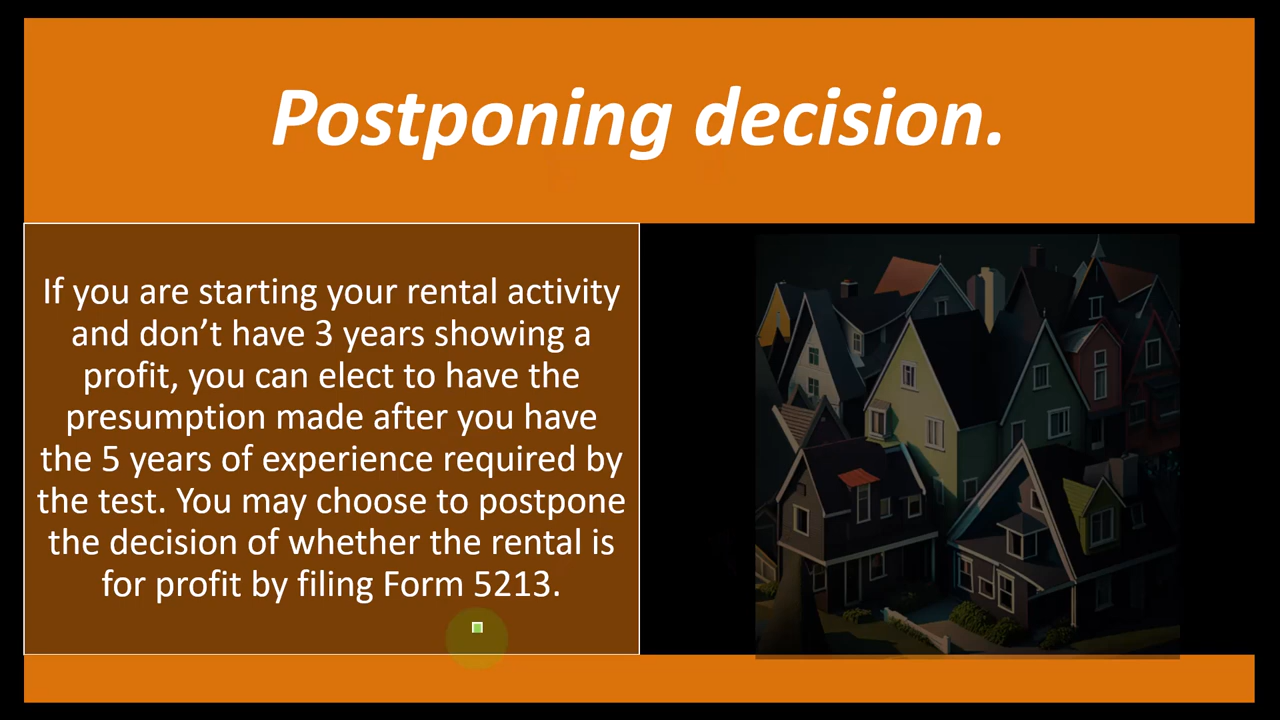 Postponing decision.
If you are starting your rental activity
and don’t have 3 years showing a
profit, you can elect to have the
presumption made after you have
the 5 years of experience required by
the test. You may choose to postpone
the decision of whether the rental is
for profit by filing Form 5213.